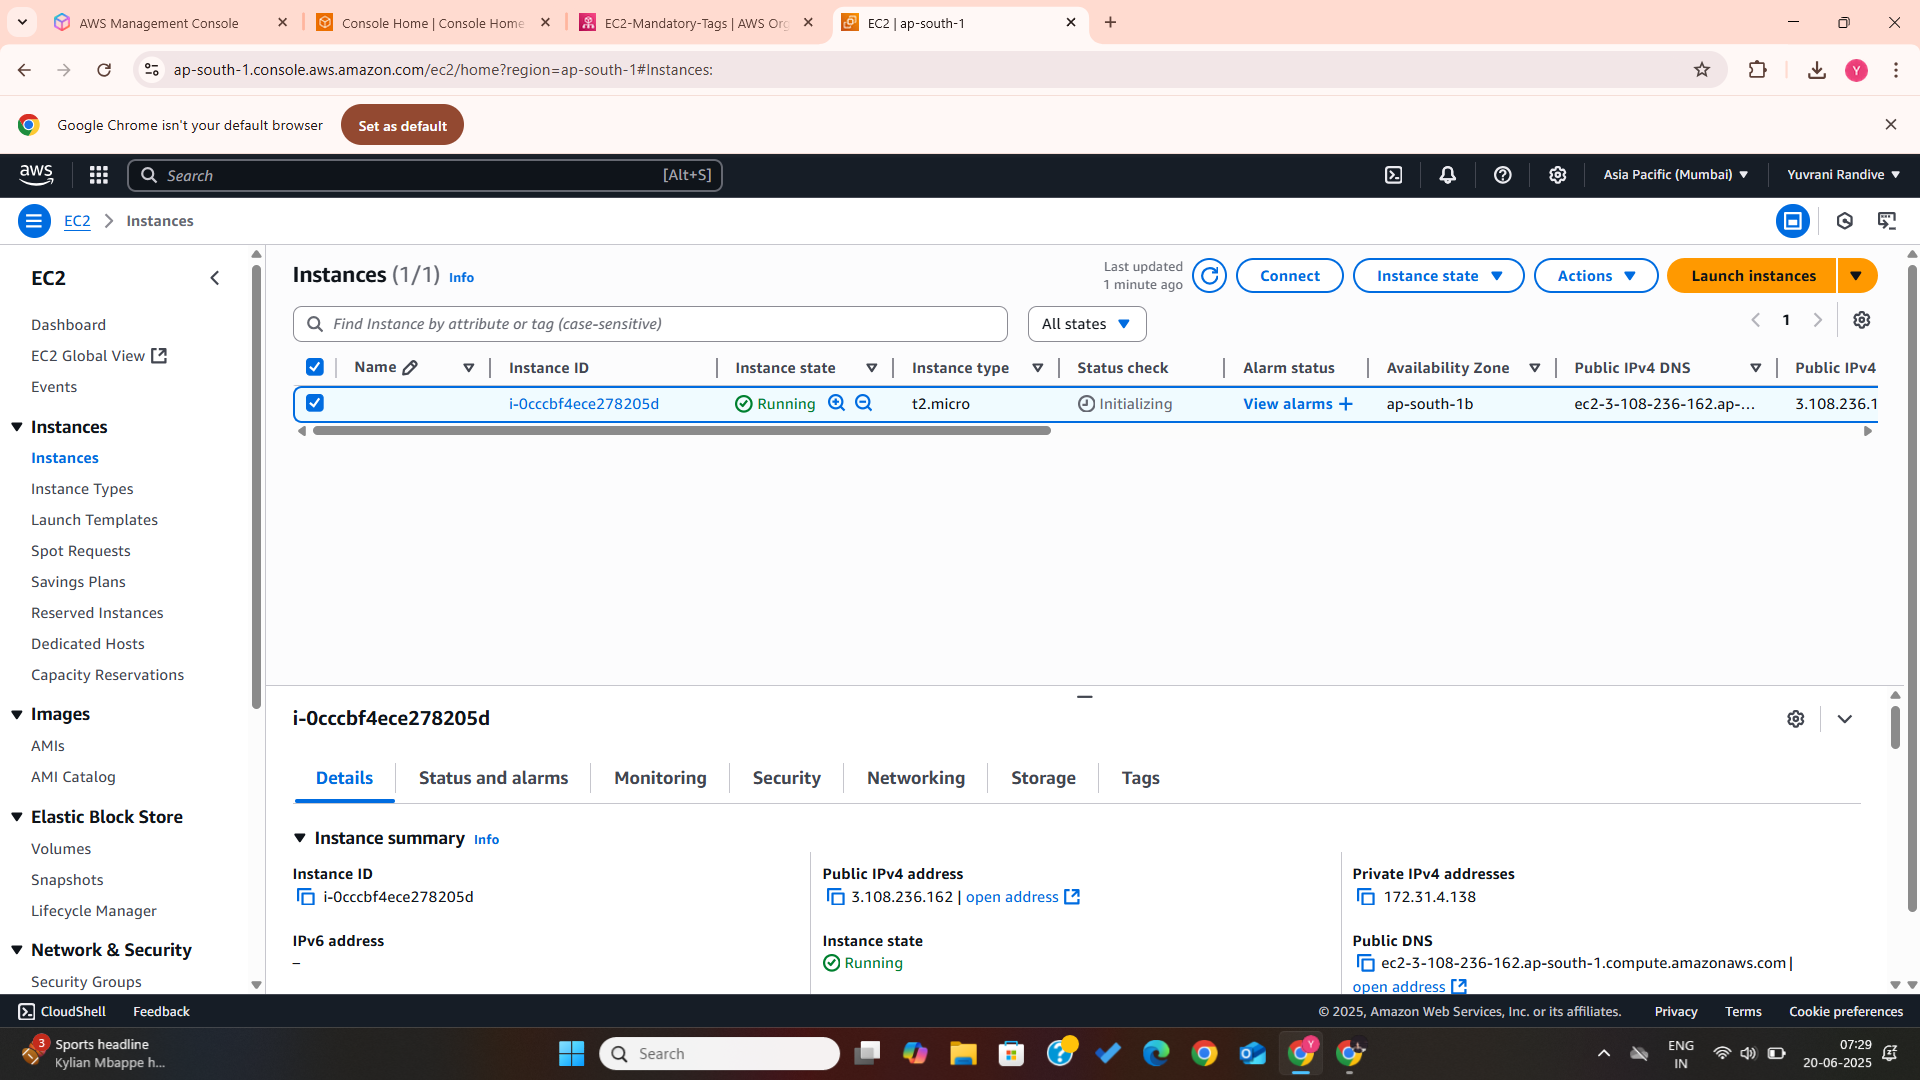 AWS Management Console
Console Home | Console Home
EC2-Mandatory-Tags | AWS Org
EC2 | ap-south-1
ap-south-1.console.aws.amazon.com/ec2/home?region=ap-south-1#Instances:
Y
Google Chrome isn't your default browser
Set as default
aws
Search
[Alt+S]
Asia Pacific (Mumbai)
Yuvrani Randive
EC2
Instances
EC2
Dashboard
EC2 Global View
Events
Instances
Instances
Instance Types
Launch Templates
Spot Requests
Savings Plans
Reserved Instances
Dedicated Hosts
Capacity Reservations
Images
AMIs
AMI Catalog
Elastic Block Store
Volumes
Snapshots
Lifecycle Manager
Network & Security
Security Groups
Instances (1/1) Info
Last updated
1 minute ago
Connect
Instance state
Actions
Launch instances
Find Instance by attribute or tag (case-sensitive)
All states
1
Name Instance ID Instance state Instance type Status check Alarm status Availability Zone Public IPv4 DNS Public IPv4
i-0cccbf4ece278205d Running t2.micro Initializing View alarms + ap-south-1b ec2-3-108-236-162.ap-... 3.108.236.1
i-0cccbf4ece278205d
Details
Status and alarms
Monitoring
Security
Networking
Storage
Tags
Instance summary Info
Instance ID
i-0cccbf4ece278205d
Public IPv4 address
3.108.236.162 | open address
Private IPv4 addresses
172.31.4.138
IPv6 address
–
Instance state
Running
Public DNS
ec2-3-108-236-162.ap-south-1.compute.amazonaws.com |
open address
CloudShell
Feedback
© 2025, Amazon Web Services, Inc. or its affiliates.
Privacy
Terms
Cookie preferences
3
Sports headline
Kylian Mbappe h...
Search
Y
ENG
IN
07:29
20-06-2025